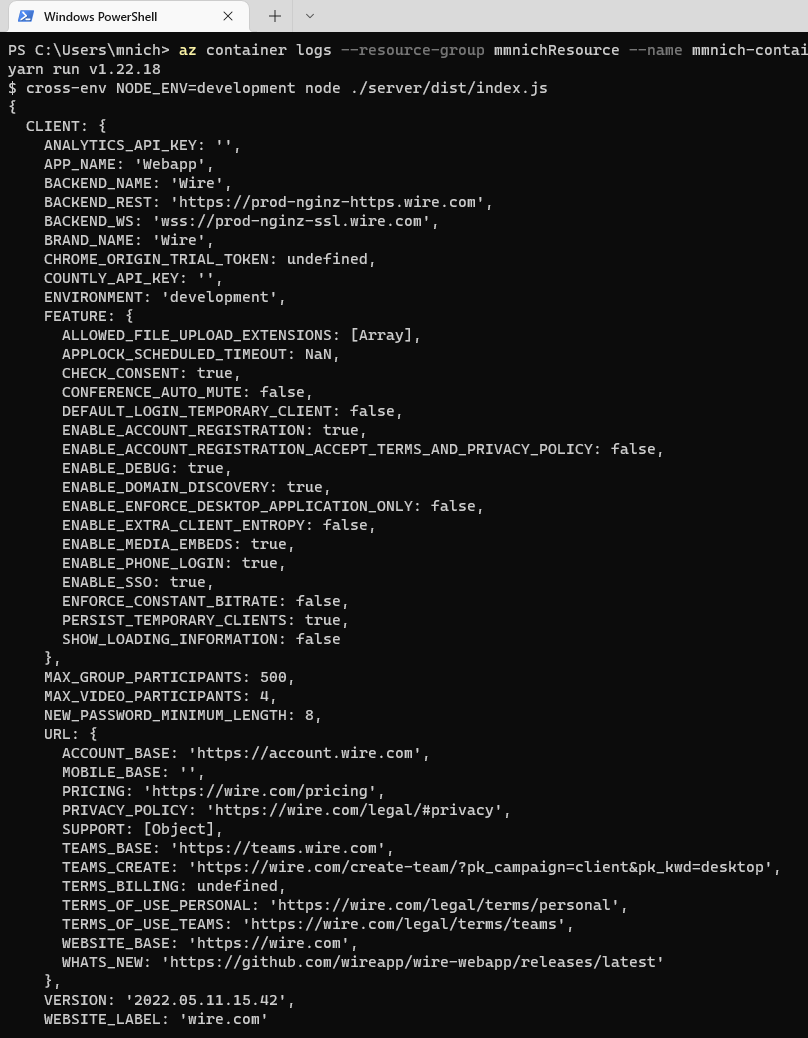 Windows PowerShell
PS C:\Users\mnich> az container logs --resource-group mmnichResource --name mmnich-contai
yarn run v1.22.18
$ cross-env NODE_ENV=development node ./server/dist/index.js
{
  CLIENT: {
    ANALYTICS_API_KEY: '',
    APP_NAME: 'Webapp',
    BACKEND_NAME: 'Wire',
    BACKEND_REST: 'https://prod-nginz-https.wire.com',
    BACKEND_WS: 'wss://prod-nginz-ssl.wire.com',
    BRAND_NAME: 'Wire',
    CHROME_ORIGIN_TRIAL_TOKEN: undefined,
    COUNTLY_API_KEY: '',
    ENVIRONMENT: 'development',
    FEATURE: {
      ALLOWED_FILE_UPLOAD_EXTENSIONS: [Array],
      APPLOCK_SCHEDULED_TIMEOUT: NaN,
      CHECK_CONSENT: true,
      CONFERENCE_AUTO_MUTE: false,
      DEFAULT_LOGIN_TEMPORARY_CLIENT: false,
      ENABLE_ACCOUNT_REGISTRATION: true,
      ENABLE_ACCOUNT_REGISTRATION_ACCEPT_TERMS_AND_PRIVACY_POLICY: false,
      ENABLE_DEBUG: true,
      ENABLE_DOMAIN_DISCOVERY: true,
      ENABLE_ENFORCE_DESKTOP_APPLICATION_ONLY: false,
      ENABLE_EXTRA_CLIENT_ENTROPY: false,
      ENABLE_MEDIA_EMBEDS: true,
      ENABLE_PHONE_LOGIN: true,
      ENABLE_SSO: true,
      ENFORCE_CONSTANT_BITRATE: false,
      PERSIST_TEMPORARY_CLIENTS: true,
      SHOW_LOADING_INFORMATION: false
    },
    MAX_GROUP_PARTICIPANTS: 500,
    MAX_VIDEO_PARTICIPANTS: 4,
    NEW_PASSWORD_MINIMUM_LENGTH: 8,
    URL: {
      ACCOUNT_BASE: 'https://account.wire.com',
      MOBILE_BASE: '',
      PRICING: 'https://wire.com/pricing',
      PRIVACY_POLICY: 'https://wire.com/legal/#privacy',
      SUPPORT: [Object],
      TEAMS_BASE: 'https://teams.wire.com',
      TEAMS_CREATE: 'https://wire.com/create-team/?pk_campaign=client&pk_kwd=desktop',
      TERMS_BILLING: undefined,
      TERMS_OF_USE_PERSONAL: 'https://wire.com/legal/terms/personal',
      TERMS_OF_USE_TEAMS: 'https://wire.com/legal/terms/teams',
      WEBSITE_BASE: 'https://wire.com',
      WHATS_NEW: 'https://github.com/wireapp/wire-webapp/releases/latest'
    },
    VERSION: '2022.05.11.15.42',
    WEBSITE_LABEL: 'wire.com'